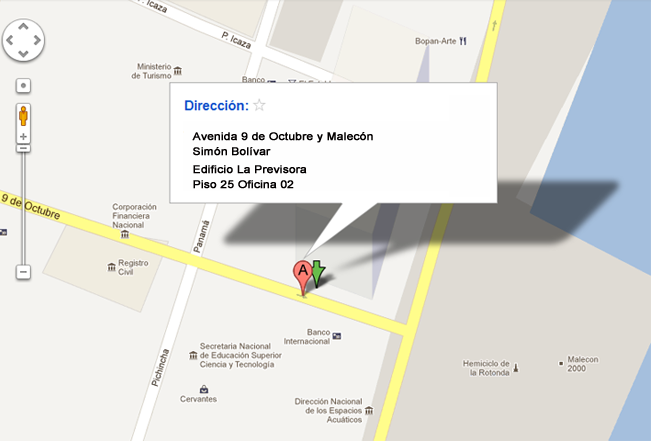 P. Icaza
P. Icaza
Bopan-Arte
Ministerio
de Turismo
Banco
Dirección:
Avenida 9 de Octubre y Malecón
Simón Bolívar
Edificio La Previsora
Piso 25 Oficina 02
9 de Octubre
Corporación
Financiera
Nacional
Panamá
Registro
Civil
A
Banco
Internacional
Secretaria Nacional
de Educación Superior
Ciencia y Tecnología
Pichincha
Cervantes
Hemiciclo de
la Rotonda
Malecon
2000
Dirección Nacional
de los Espacios
Acuáticos